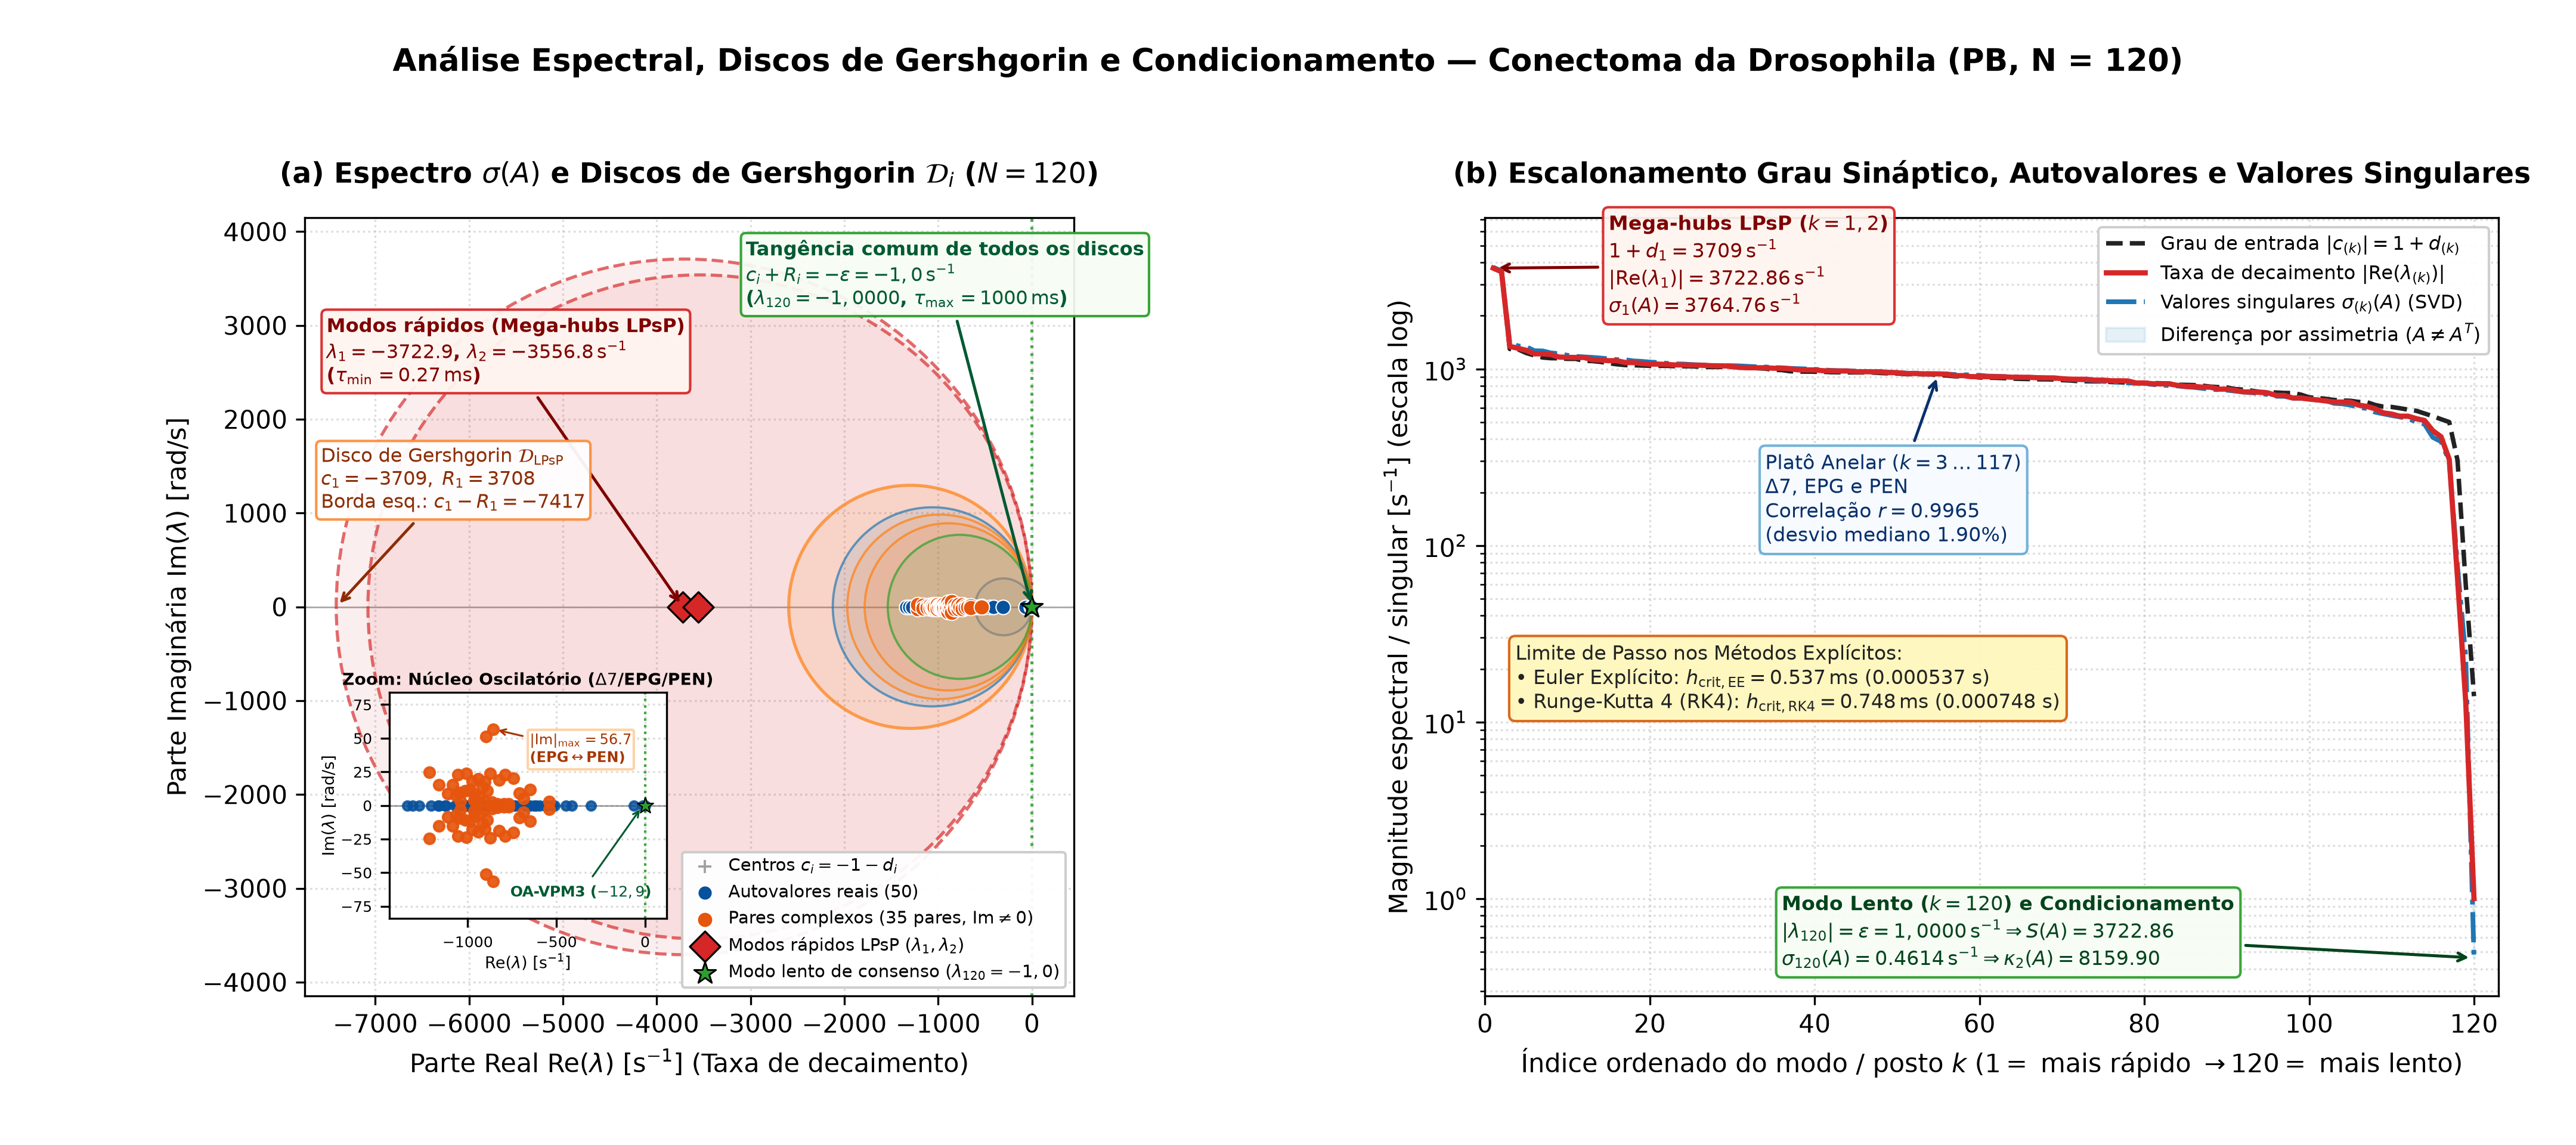 Análise Espectral, Discos de Gershgorin e Condicionamento — Conectoma da Drosophila (PB, N = 120)
(a) Espectro σ(A) e Discos de Gershgorin 𝒟ᵢ (N = 120)
4000
3000
2000
1000
0
−1000
−2000
−3000
−4000
Parte Imaginária Im(λ) [rad/s]
Tangência comum de todos os discos
cᵢ + Rᵢ = −ε = −1,0 s⁻¹
(λ₁₂₀ = −1,0000, τₘₐₓ = 1000 ms)
Modos rápidos (Mega-hubs LPsP)
λ₁ = −3722.9, λ₂ = −3556.8 s⁻¹
(τₘᵢₙ = 0.27 ms)
Disco de Gershgorin 𝒟_LPsP
c₁ = −3709, R₁ = 3708
Borda esq.: c₁ − R₁ = −7417
Zoom: Núcleo Oscilatório (Δ7/EPG/PEN)
75
50
25
0
−25
−50
−75
Im(λ) [rad/s]
|Im|ₘₐₓ = 56.7
(EPG↔PEN)
OA-VPM3 (−12,9)
−1000 −500 0
Re(λ) [s⁻¹]
Centros cᵢ = −1 − dᵢ
Autovalores reais (50)
Pares complexos (35 pares, Im ≠ 0)
Modos rápidos LPsP (λ₁, λ₂)
Modo lento de consenso (λ₁₂₀ = −1, 0)
−7000 −6000 −5000 −4000 −3000 −2000 −1000 0
Parte Real Re(λ) [s⁻¹] (Taxa de decaimento)
(b) Escalonamento Grau Sináptico, Autovalores e Valores Singulares
10³
10²
10¹
10⁰
Magnitude espectral / singular [s⁻¹] (escala log)
Mega-hubs LPsP (k = 1, 2)
1 + d₁ = 3709 s⁻¹
|Re(λ₁)| = 3722.86 s⁻¹
σ₁(A) = 3764.76 s⁻¹
Grau de entrada |c₍ₖ₎| = 1 + d₍ₖ₎
Taxa de decaimento |Re(λ₍ₖ₎)|
Valores singulares σ₍ₖ₎(A) (SVD)
Diferença por assimetria (A ≠ Aᵀ)
Platô Anelar (k = 3 … 117)
Δ7, EPG e PEN
Correlação r = 0.9965
(desvio mediano 1.90%)
Limite de Passo nos Métodos Explícitos:
• Euler Explícito: h_crit, EE = 0.537 ms (0.000537 s)
• Runge-Kutta 4 (RK4): h_crit, RK4 = 0.748 ms (0.000748 s)
Modo Lento (k = 120) e Condicionamento
|λ₁₂₀| = ε = 1, 0000 s⁻¹ ⇒ S(A) = 3722.86
σ₁₂₀(A) = 0.4614 s⁻¹ ⇒ κ₂(A) = 8159.90
0 20 40 60 80 100 120
Índice ordenado do modo / posto k (1 = mais rápido → 120 = mais lento)